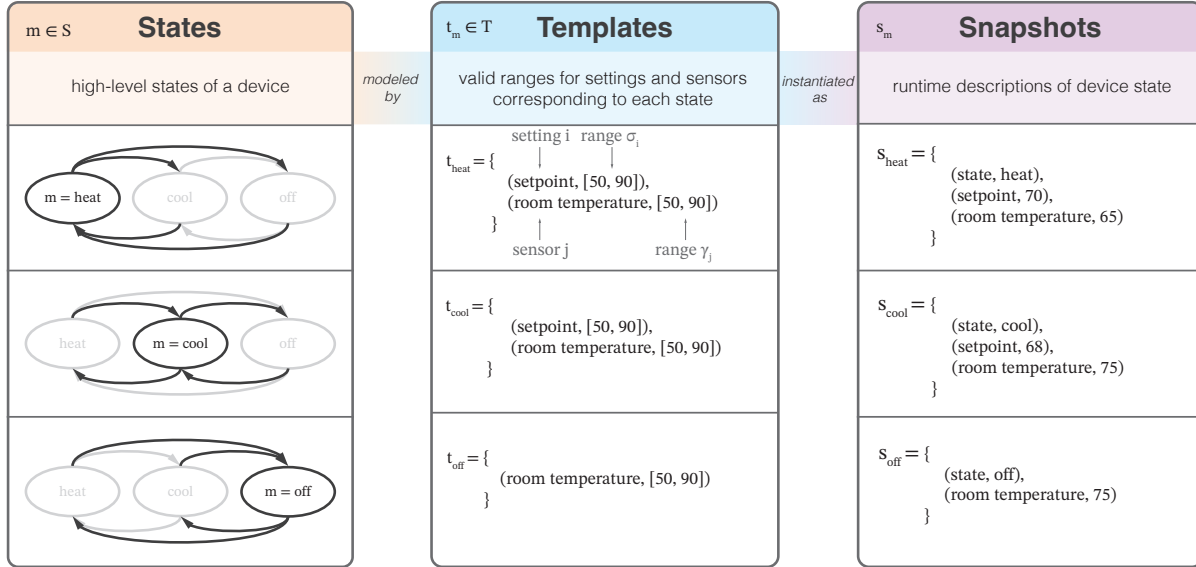 m ∈ S States
high-level states of a device
modeled
by
t_m ∈ T Templates
valid ranges for settings and sensors
corresponding to each state
instantiated
as
s_m Snapshots
runtime descriptions of device state
m = heat
cool
off
setting i range σ_i
t_heat = {
(setpoint, [50, 90]),
(room temperature, [50, 90])
}
sensor j range γ_j
s_heat = {
(state, heat),
(setpoint, 70),
(room temperature, 65)
}
heat
m = cool
off
t_cool = {
(setpoint, [50, 90]),
(room temperature, [50, 90])
}
s_cool = {
(state, cool),
(setpoint, 68),
(room temperature, 75)
}
heat
cool
m = off
t_off = {
(room temperature, [50, 90])
}
s_off = {
(state, off),
(room temperature, 75)
}